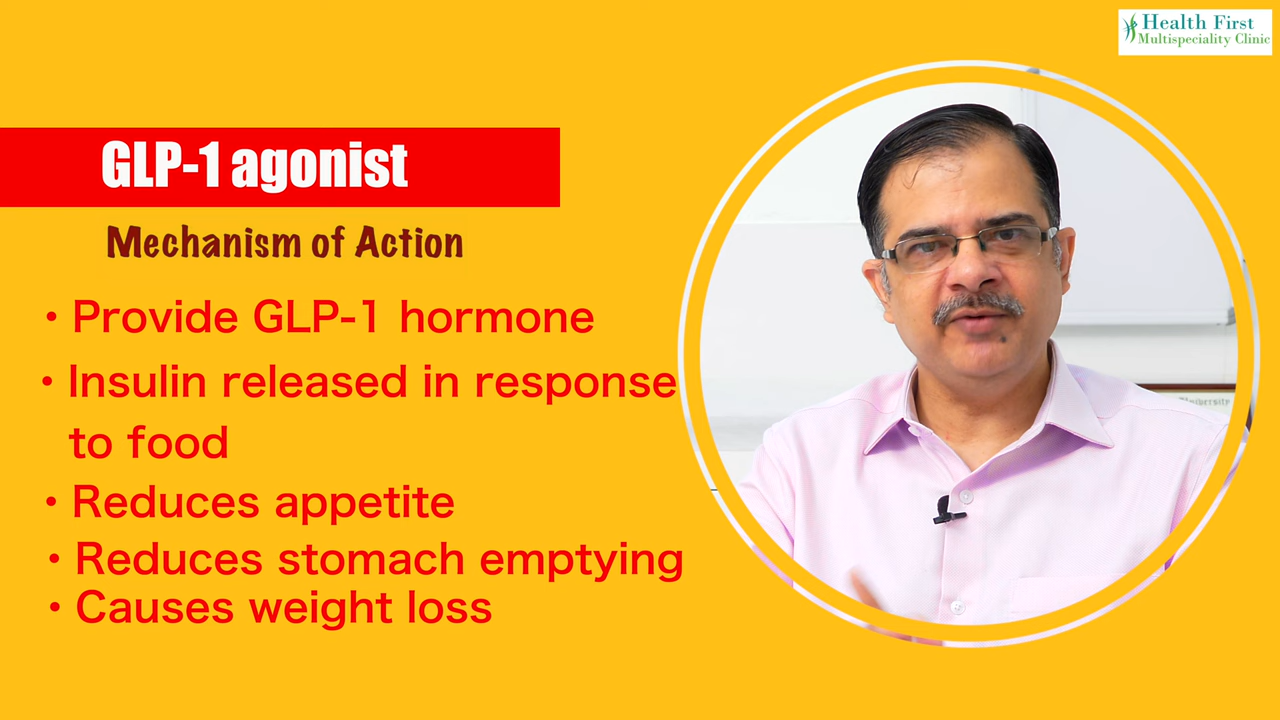 Health First
Multispeciality Clinic
GLP-1 agonist
Mechanism of Action
• Provide GLP-1 hormone
• Insulin released in response
to food
• Reduces appetite
• Reduces stomach emptying
• Causes weight loss
University